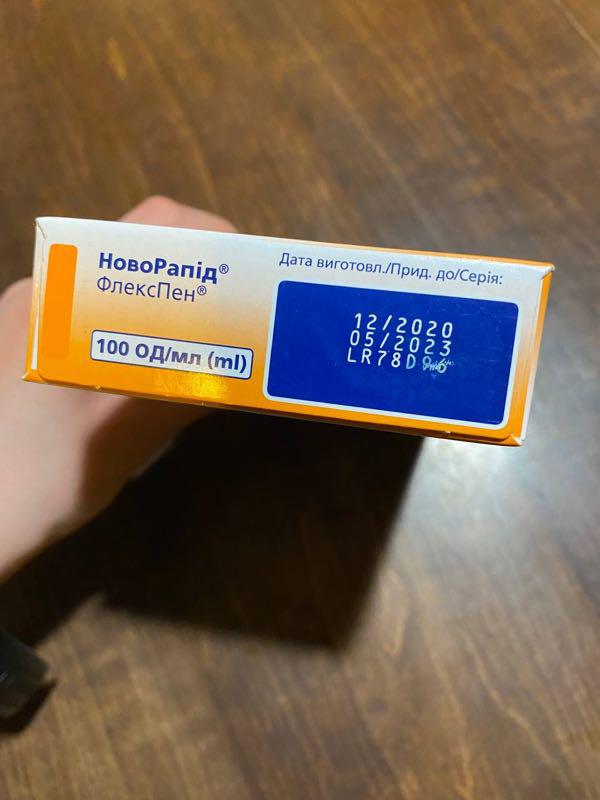 НовоРапід®
ФлексПен®
100 ОД/мл (ml)
Дата виготовл./Прид. до/Серія:
12/2020
05/2023